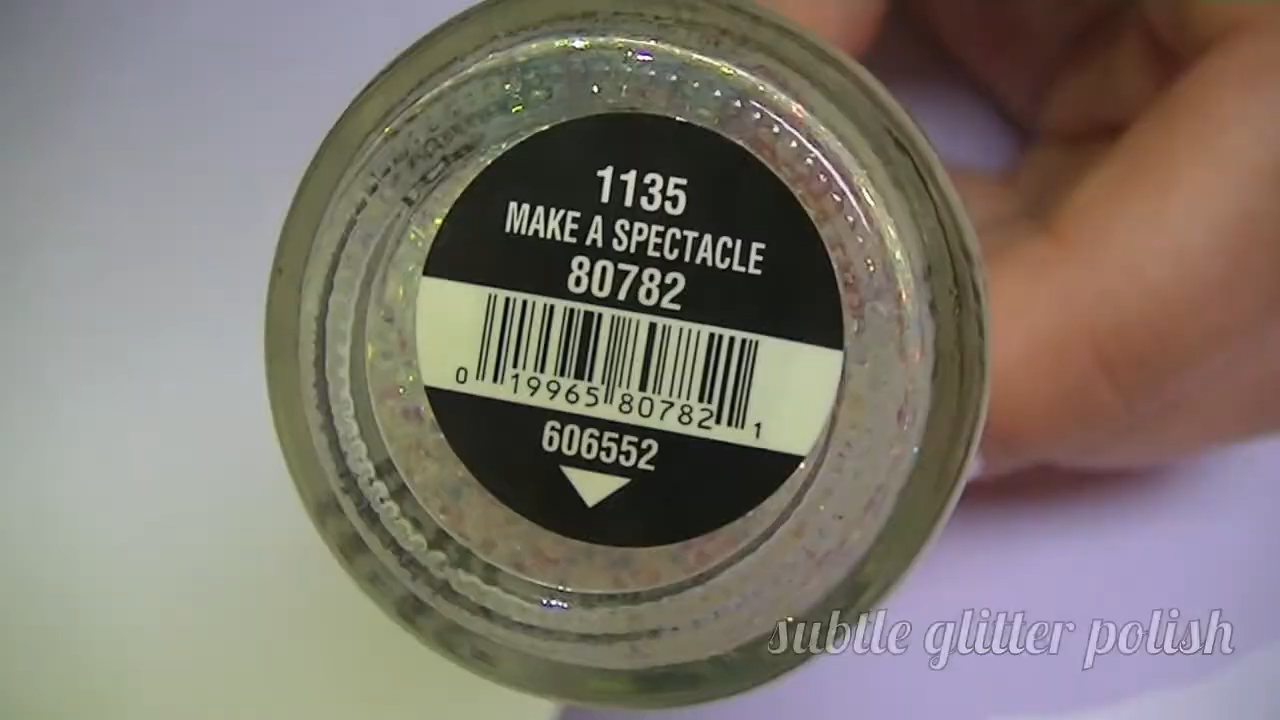 1135
MAKE A SPECTACLE
80782
0 19965 80782 1
606552
subtle glitter polish